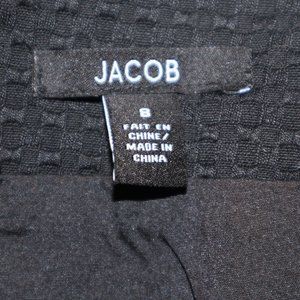 JACOB
8
FAIT EN
CHINE/
MADE IN
CHINA